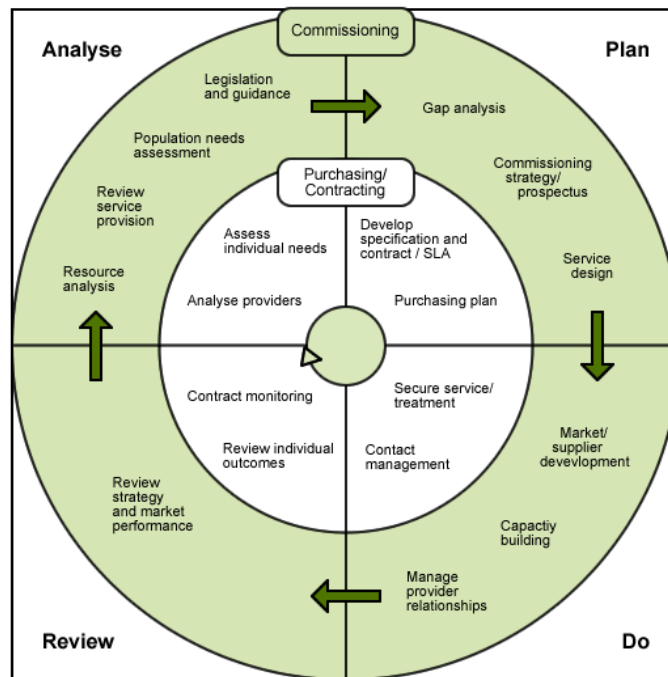 Analyse
Commissioning
Plan
Legislation
and guidance
Gap analysis
Population needs
assessment
Commissioning
strategy/
prospectus
Purchasing/
Contracting
Review
service
provision
Assess
individual needs
Develop
specification and
contract / SLA
Service
design
Resource
analysis
Analyse providers
Purchasing plan
Contract monitoring
Secure service/
treatment
Review individual
outcomes
Contact
management
Market/
supplier
devevlopment
Review
strategy
and market
performance
Capactiy
building
Manage
provider
relationships
Review
Do